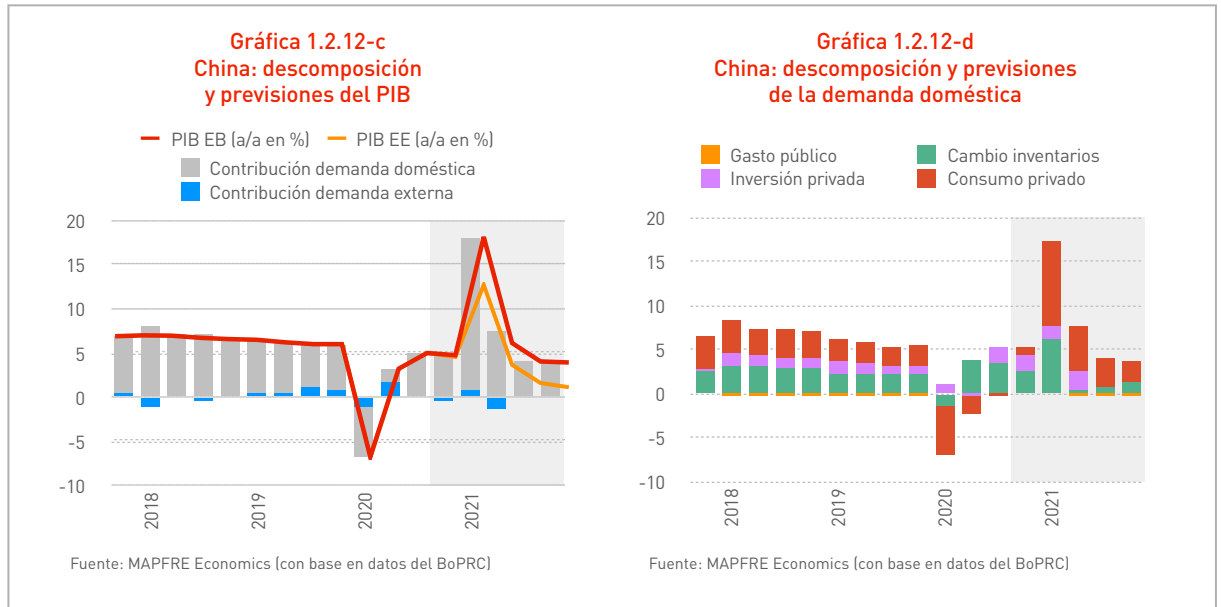 Gráfica 1.2.12-c
China: descomposición
y previsiones del PIB
PIB EB (a/a en %) PIB EE (a/a en %)
Contribución demanda doméstica
Contribución demanda externa
20
15
10
5
0
-5
-10
2018 2019 2020 2021
Fuente: MAPFRE Economics (con base en datos del BoPRC)
Gráfica 1.2.12-d
China: descomposición y previsiones
de la demanda doméstica
Gasto público Cambio inventarios
Inversión privada Consumo privado
20
15
10
5
0
-5
-10
2018 2019 2020 2021
Fuente: MAPFRE Economics (con base en datos del BoPRC)